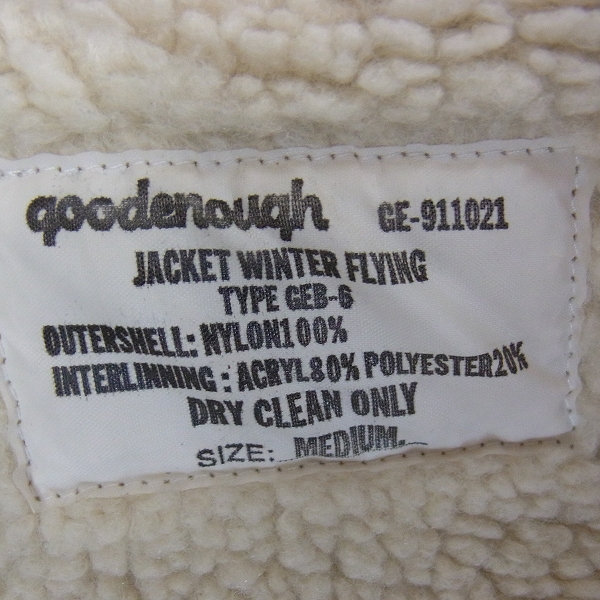 goodenough GE-911021
JACKET WINTER FLYING
TYPE GEB-6
OUTERSHELL: NYLON100%
INTERLINNING : ACRYL80% POLYESTER20%
DRY CLEAN ONLY
SIZE: MEDIUM.